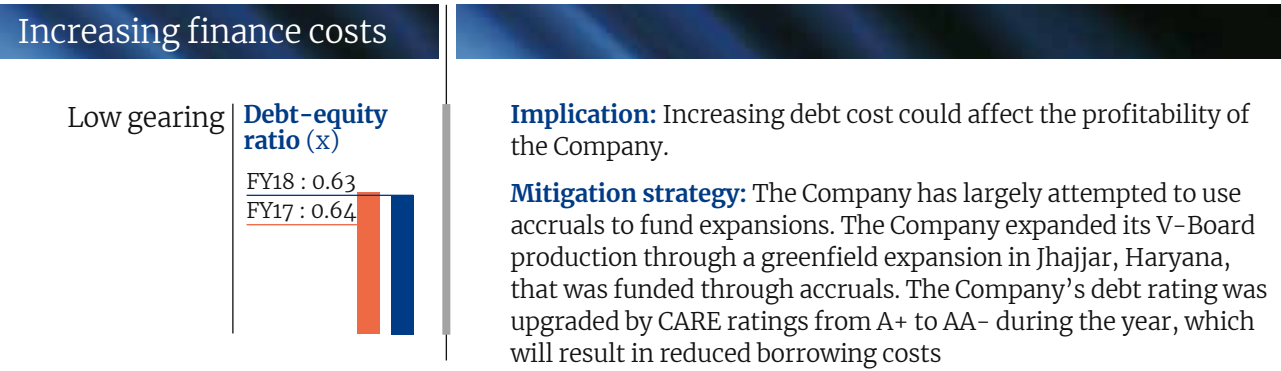 Increasing finance costs
Low gearing
Debt-equity
ratio (x)
FY18 : 0.63
FY17 : 0.64
Implication: Increasing debt cost could affect the profitability of
the Company.
Mitigation strategy: The Company has largely attempted to use
accruals to fund expansions. The Company expanded its V-Board
production through a greenfield expansion in Jhajjar, Haryana,
that was funded through accruals. The Company’s debt rating was
upgraded by CARE ratings from A+ to AA- during the year, which
will result in reduced borrowing costs